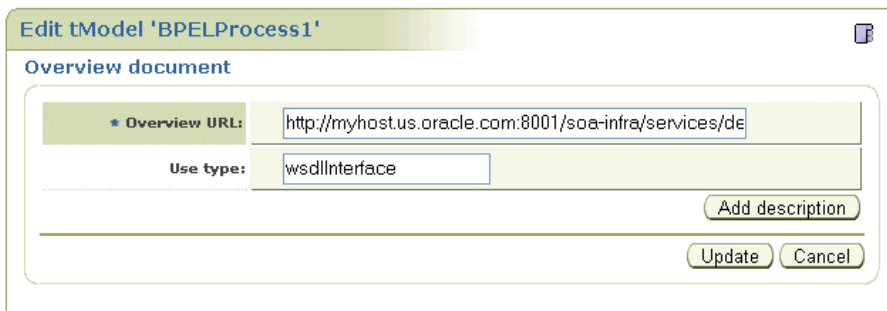 Edit tModel 'BPELProcess1'
Overview document
* Overview URL: http://myhost.us.oracle.com:8001/soa-infra/services/de
Use type: wsdlInterface
Add description
Update Cancel